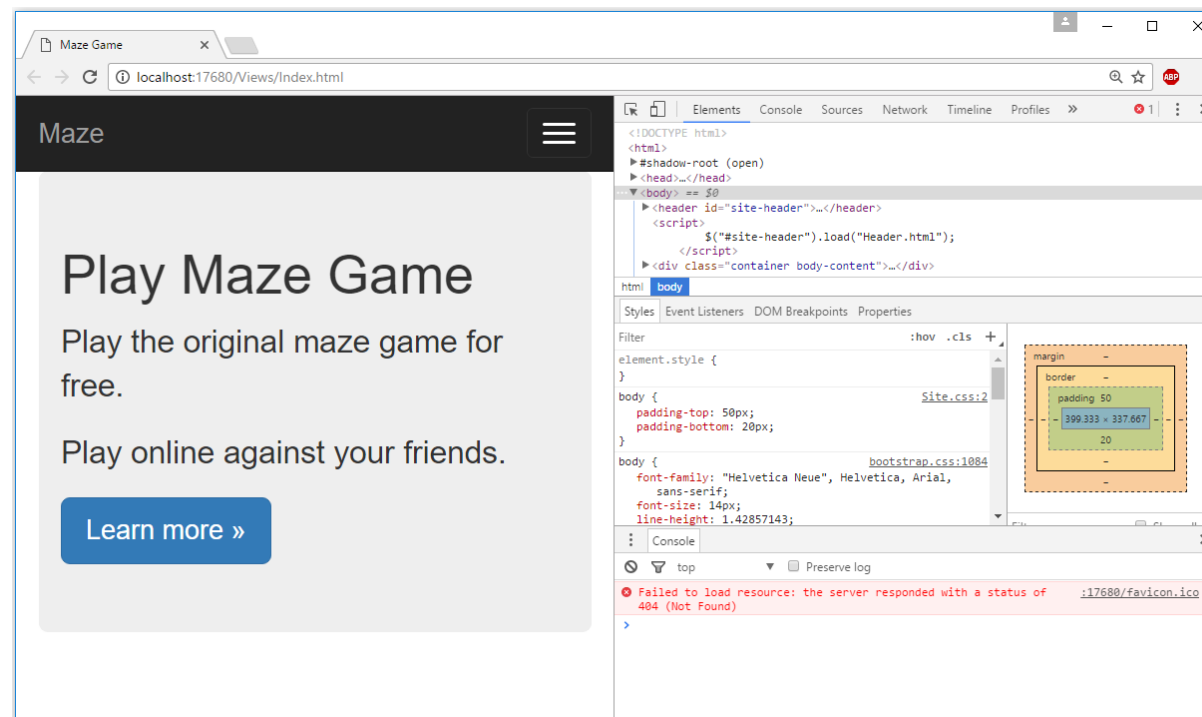 Maze Game
localhost:17680/Views/Index.html
ABP
Maze
Play Maze Game
Play the original maze game for
free.
Play online against your friends.
Learn more »
Elements Console Sources Network Timeline Profiles » 1
<!DOCTYPE html>
<html>
#shadow-root (open)
<head>…</head>
<body> == $0
<header id="site-header">…</header>
<script>
$("#site-header").load("Header.html");
</script>
<div class="container body-content">…</div>
html body
Styles Event Listeners DOM Breakpoints Properties
Filter :hov .cls +
element.style {
}
body { Site.css:2
padding-top: 50px;
padding-bottom: 20px;
}
body { bootstrap.css:1084
font-family: "Helvetica Neue", Helvetica, Arial,
sans-serif;
font-size: 14px;
line-height: 1.42857143;
margin –
border –
padding 50
– – – 399.333 × 337.667 – – –
20
–
–
Console
top Preserve log
Failed to load resource: the server responded with a status of :17680/favicon.ico
404 (Not Found)